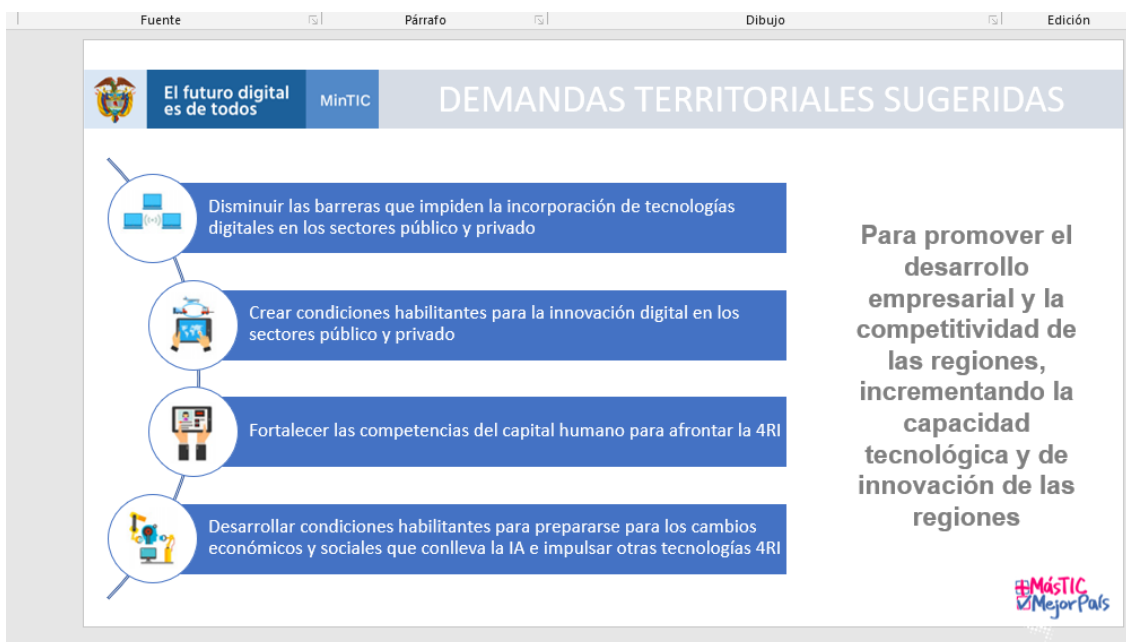 Fuente
Párrafo
Dibujo
Edición
El futuro digital
es de todos
MinTIC
DEMANDAS TERRITORIALES SUGERIDAS
Disminuir las barreras que impiden la incorporación de tecnologías
digitales en los sectores público y privado
Crear condiciones habilitantes para la innovación digital en los
sectores público y privado
Fortalecer las competencias del capital humano para afrontar la 4RI
Desarrollar condiciones habilitantes para prepararse para los cambios
económicos y sociales que conlleva la IA e impulsar otras tecnologías 4RI
Para promover el
desarrollo
empresarial y la
competitividad de
las regiones,
incrementando la
capacidad
tecnológica y de
innovación de las
regiones
MásTIC
MejorPaís